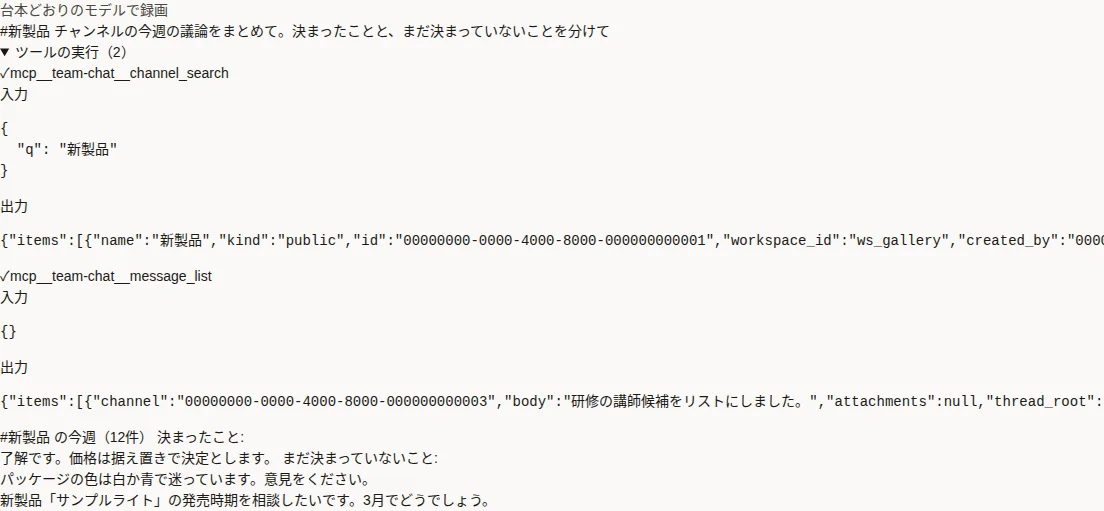 台本どおりのモデルで録画
#新製品 チャンネルの今週の議論をまとめて。決まったことと、まだ決まっていないことを分けて
▼ ツールの実行（2）
✓mcp__team-chat__channel_search
入力
{
  "q": "新製品"
}
出力
{"items":[{"name":"新製品","kind":"public","id":"00000000-0000-4000-8000-000000000001","workspace_id":"ws_gallery","created_by":"0000
✓mcp__team-chat__message_list
入力
{}
出力
{"items":[{"channel":"00000000-0000-4000-8000-000000000003","body":"研修の講師候補をリストにしました。","attachments":null,"thread_root":
#新製品 の今週（12件） 決まったこと:
了解です。価格は据え置きで決定とします。 まだ決まっていないこと:
パッケージの色は白か青で迷っています。意見をください。
新製品「サンプルライト」の発売時期を相談したいです。3月でどうでしょう。